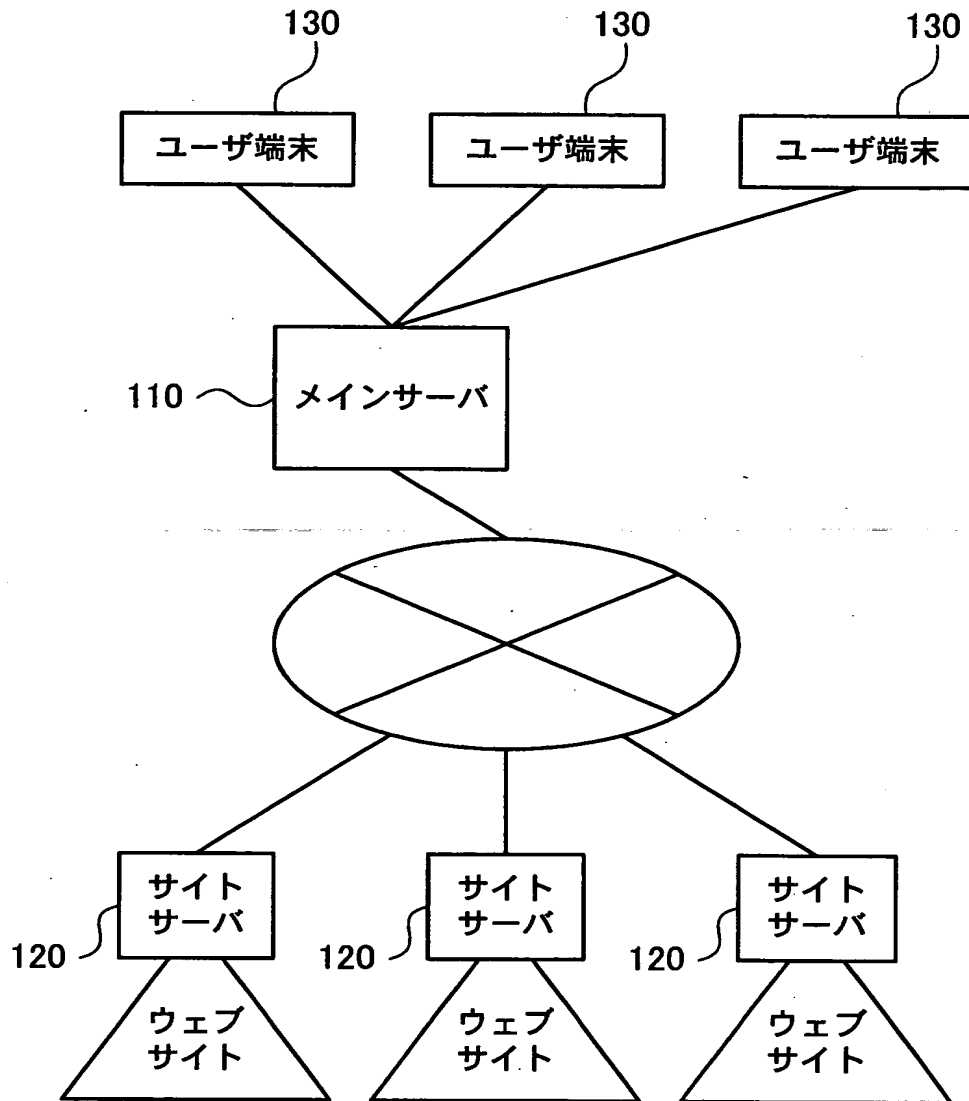 130
130
130
ユーザ端末
ユーザ端末
ユーザ端末
110
メインサーバ
サイト
サーバ
サイト
サーバ
サイト
サーバ
120
120
120
ウェブ
サイト
ウェブ
サイト
ウェブ
サイト